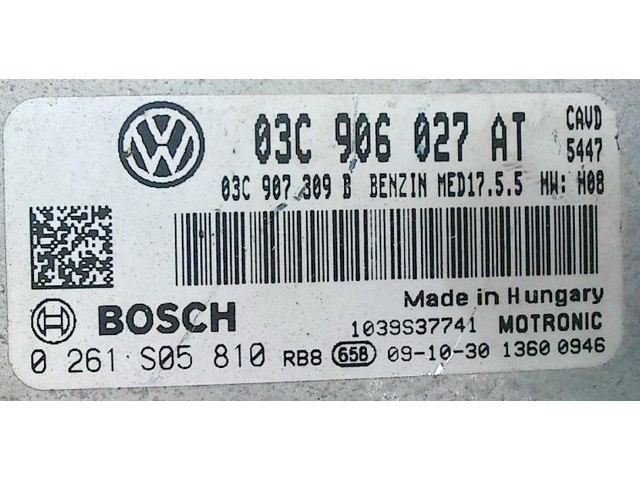 03C 906 027 AT CAVD
5447
03C 907 309 B BENZIN MED17.5.5 HW: H08
Made in Hungary
BOSCH 1039S37741 MOTRONIC
0 261 S05 810 RB8 658 09-10-30 1360 0946